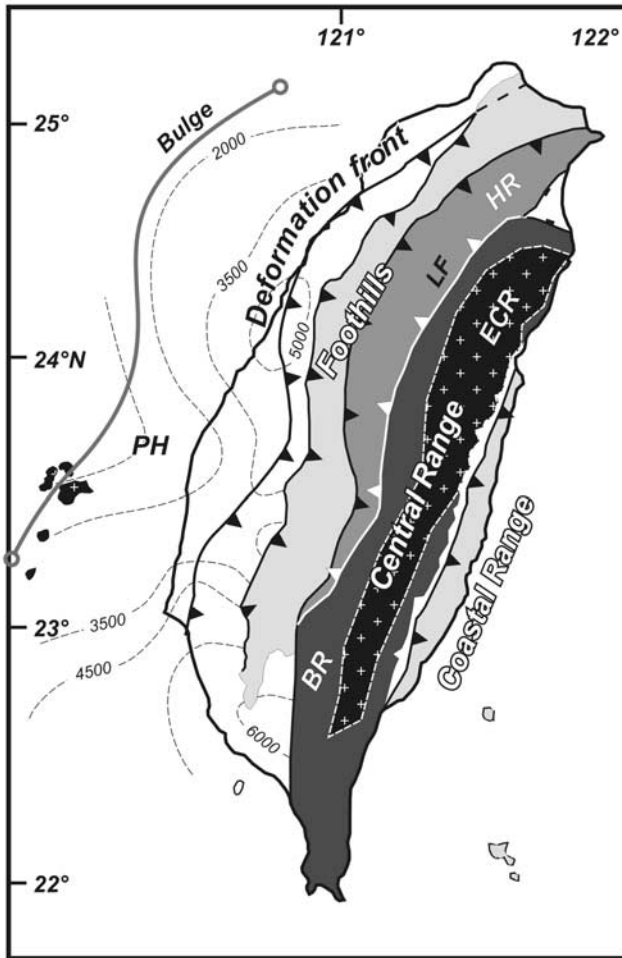 121°
122°
25°
Bulge
2000
Deformation front
HR
3500
LF
Foothills
ECR
5000
24°N
PH
Central Range
Coastal Range
23°
3500
4500
BR
6000
22°